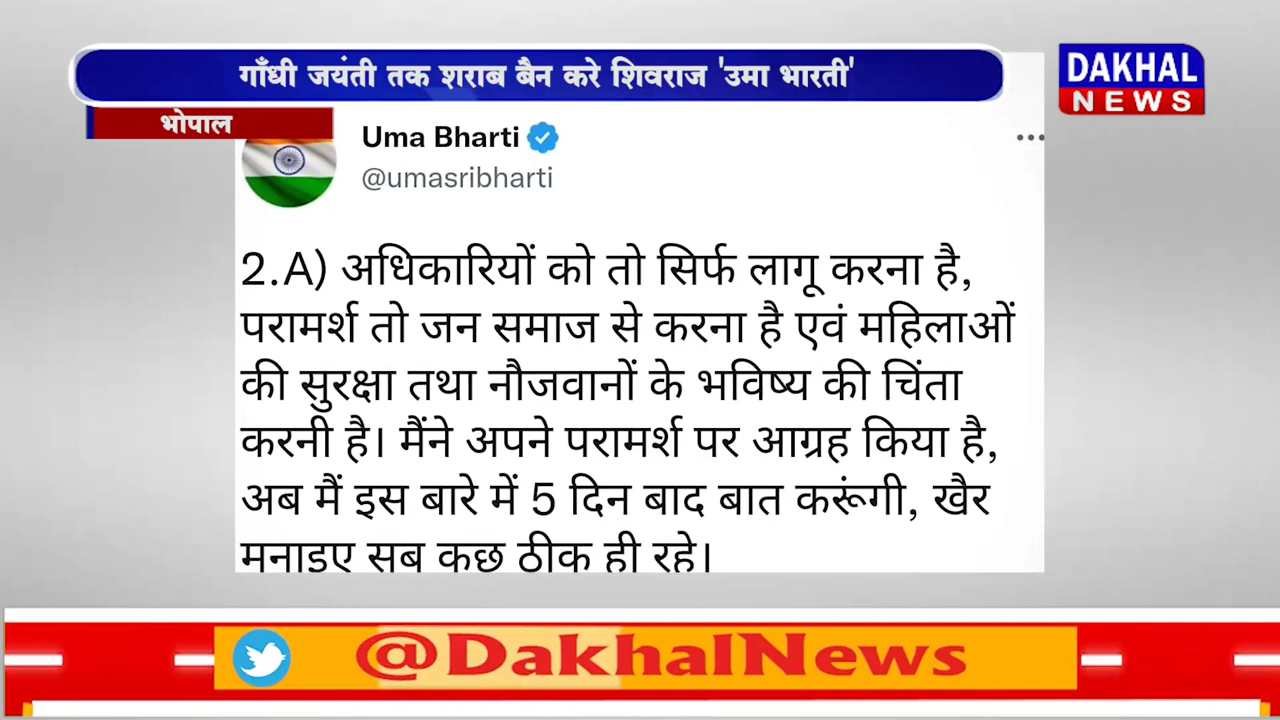 गाँधी जयंती तक शराब बैन करे शिवराज 'उमा भारती'
DAKHAL
NEWS
भोपाल
Uma Bharti
@umasribharti
2.A) अधिकारियों को तो सिर्फ लागू करना है,
परामर्श तो जन समाज से करना है एवं महिलाओं
की सुरक्षा तथा नौजवानों के भविष्य की चिंता
करनी है। मैंने अपने परामर्श पर आग्रह किया है,
अब मैं इस बारे में 5 दिन बाद बात करूंगी, खैर
मनाइए सब कुछ ठीक ही रहे।
@DakhalNews